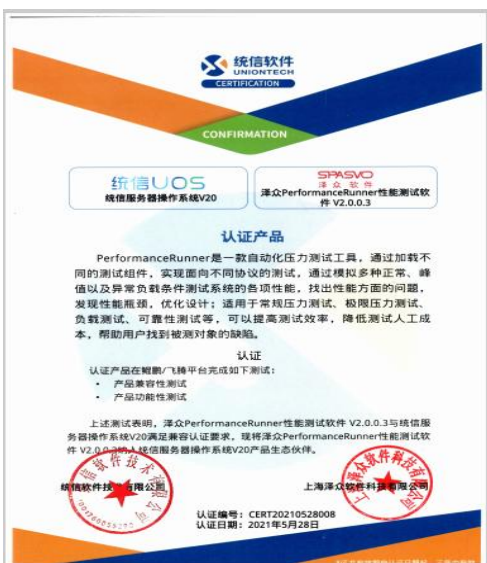 统信软件
UNIONTECH
CERTIFICATION
CONFIRMATION
统信UOS
统信服务器操作系统V20
SPASVO
泽众软件
泽众PerformanceRunner性能测试软
件 V2.0.0.3
认证产品
PerformanceRunner是一款自动化压力测试工具，通过加载不
同的测试组件，实现面向不同协议的测试，通过模拟多种正常、峰
值以及异常负载条件测试系统的各项性能，找出性能方面的问题，
发现性能瓶颈，优化设计；适用于常规压力测试、极限压力测试、
负载测试、可靠性测试等，可以提高测试效率，降低测试人工成
本，帮助用户找到被测对象的缺陷。
认证
认证产品在鲲鹏/飞腾平台完成如下测试：
• 产品兼容性测试
• 产品功能性测试
上述测试表明，泽众PerformanceRunner性能测试软件 V2.0.0.3与统信服
务器操作系统V20满足兼容认证要求，现将泽众PerformanceRunner性能测试软
件 V2.0.0.3纳入统信服务器操作系统V20产品生态伙伴。
统信软件技术有限公司
上海泽众软件科技有限公司
认证编号：CERT20210528008
认证日期：2021年5月28日